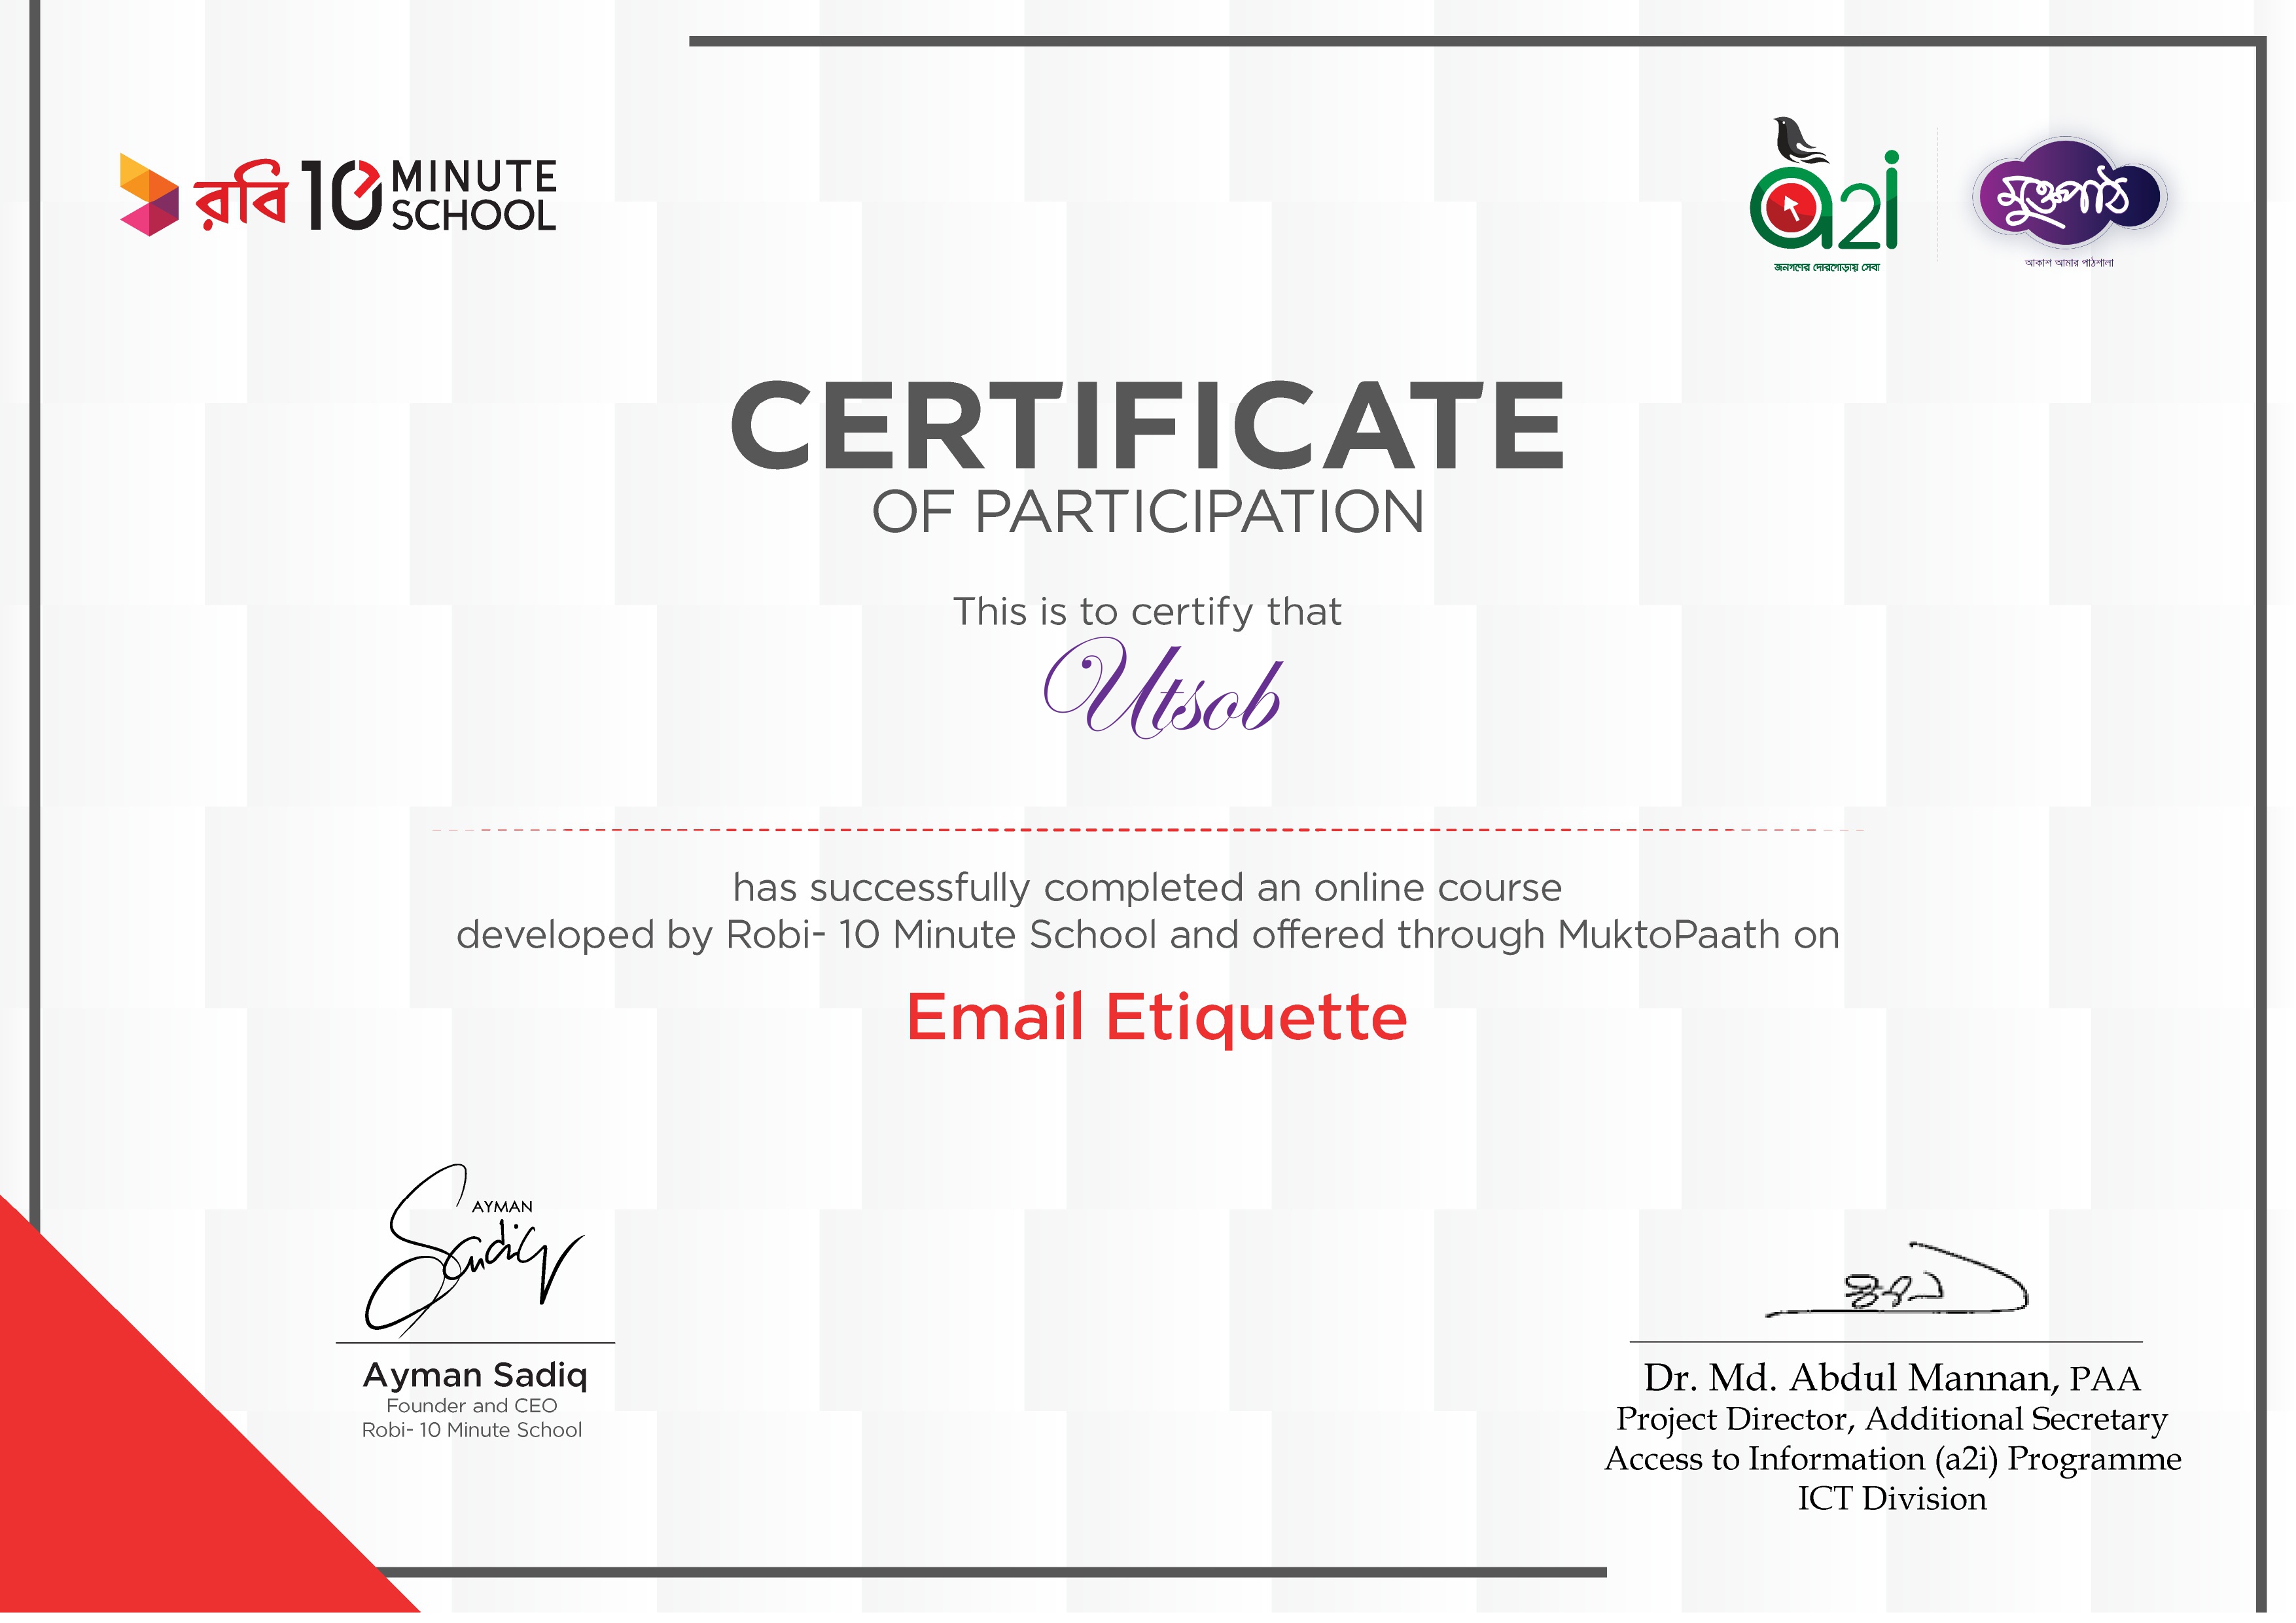 রবি 10 MINUTE SCHOOL
a2i
জনগণের দোরগোড়ায় সেবা
মুক্তপাঠ
আকাশ আমার পাঠশালা
CERTIFICATE
OF PARTICIPATION
This is to certify that
Utsob
has successfully completed an online course
developed by Robi- 10 Minute School and offered through MuktoPaath on
Email Etiquette
AYMAN
Sadiq
Ayman Sadiq
Founder and CEO
Robi- 10 Minute School
Dr. Md. Abdul Mannan, PAA
Project Director, Additional Secretary
Access to Information (a2i) Programme
ICT Division